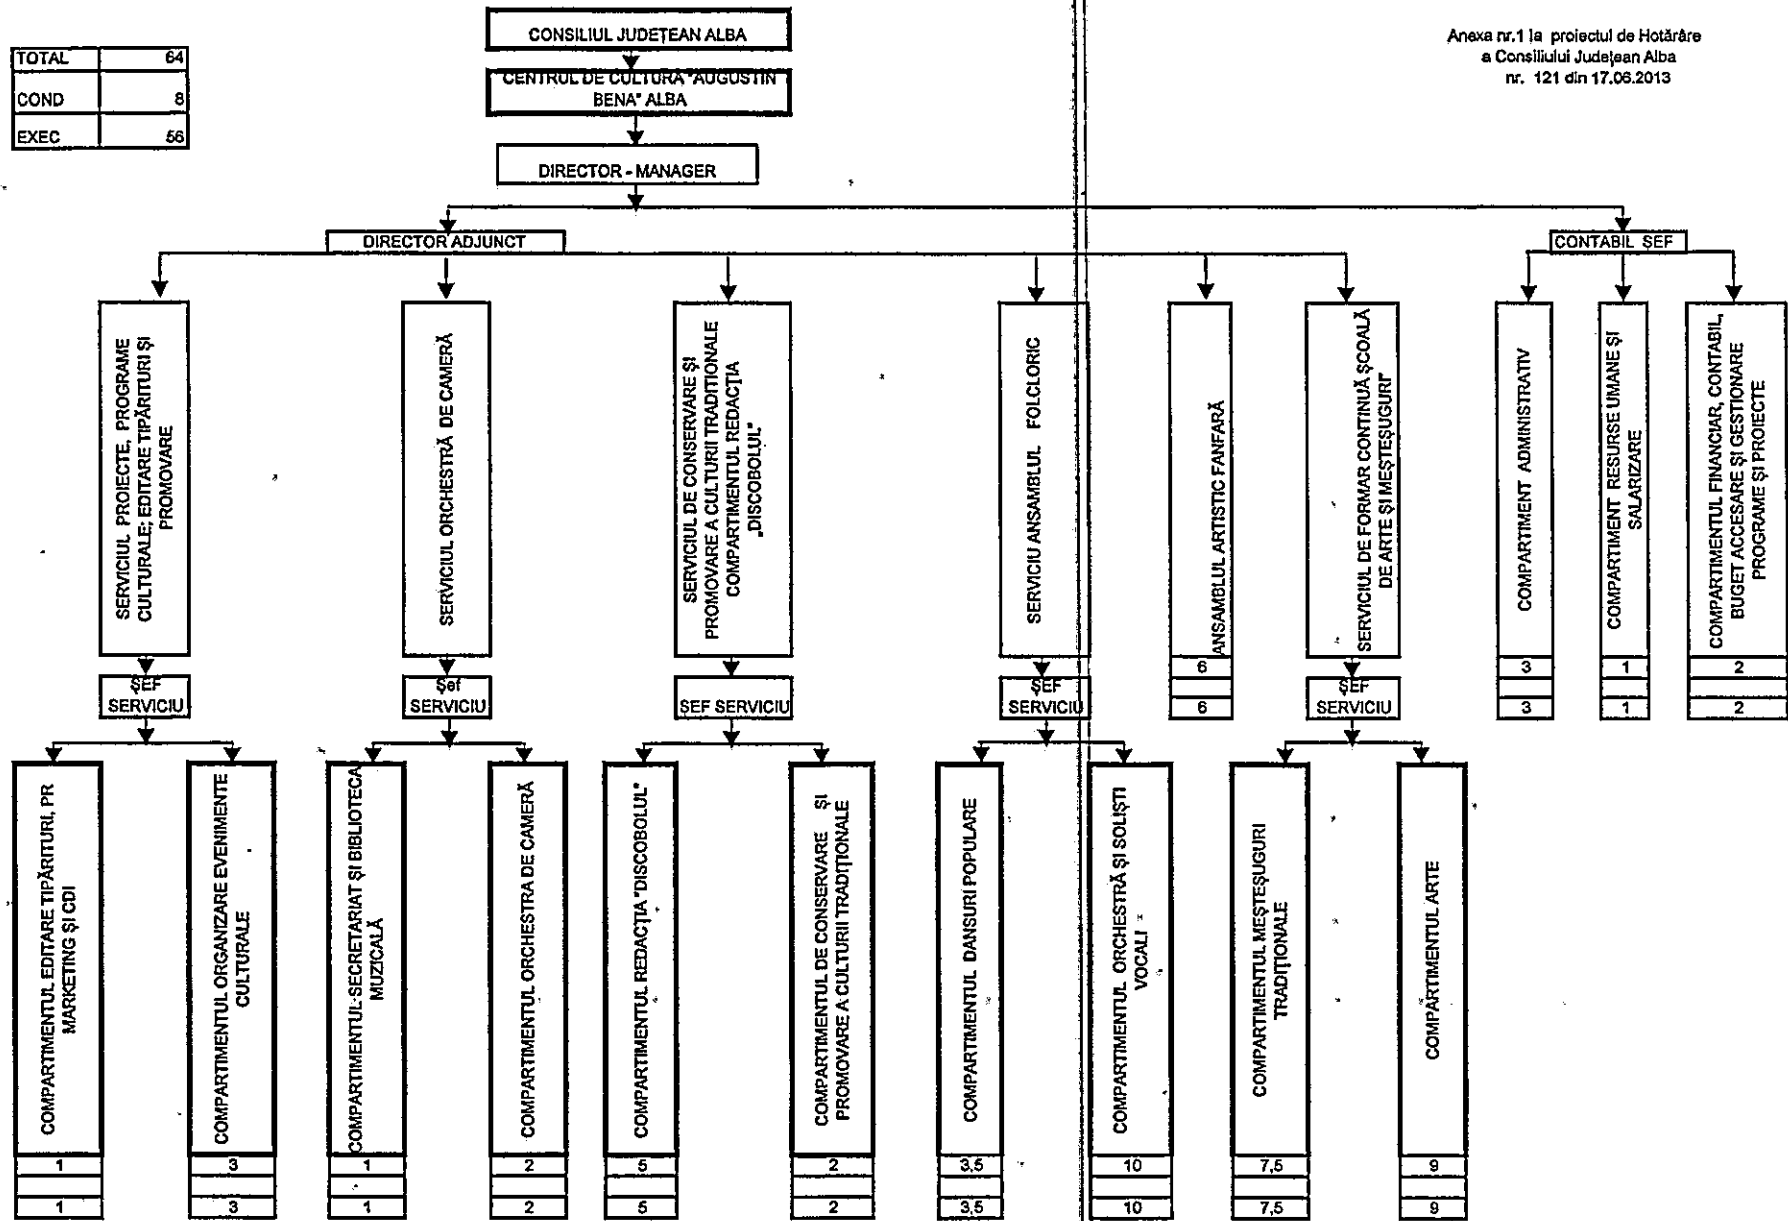 CONSILIUL JUDEȚEAN ALBA
Anexa nr.1 la proiectul de Hotărâre
a Consiliului Județean Alba
nr. 121 din 17.06.2013
TOTAL 64
COND 8
EXEC 56
CENTRUL DE CULTURA "AUGUSTIN
BENA" ALBA
DIRECTOR - MANAGER
DIRECTOR ADJUNCT
CONTABIL ȘEF
SERVICIUL PROIECTE, PROGRAME
CULTURALE; EDITARE TIPĂRITURI ȘI
PROMOVARE
SERVICIUL ORCHESTRĂ DE CAMERĂ
SERVICIUL DE CONSERVARE ȘI
PROMOVARE A CULTURII TRADITIONALE
COMPARTIMENTUL REDACȚIA
„DISCOBOLUL"
SERVICIU ANSAMBLUL FOLCLORIC
ANSAMBLUL ARTISTIC FANFARĂ
6
6
SERVICIUL DE FORMAR CONTINUĂ ȘCOALĂ
DE ARTE ȘI MEȘTEȘUGURI"
COMPARTIMENT ADMINISTRATIV
3
3
COMPARTIMENT RESURSE UMANE ȘI
SALARIZARE
1
1
COMPARTIMENTUL FINANCIAR, CONTABIL,
BUGET ACCESARE ȘI GESTIONARE
PROGRAME ȘI PROIECTE
2
2
ȘEF
SERVICIU
Șef
SERVICIU
SEF SERVICIU
ȘEF
SERVICIU
ȘEF
SERVICIU
COMPARTIMENTUL EDITARE TIPĂRITURI, PR
MARKETING ȘI CDI
1
1
COMPARTIMENTUL ORGANIZARE EVENIMENTE
CULTURALE
3
3
COMPARTIMENTUL SECRETARIAT ȘI BIBLIOTECA
MUZICALĂ
1
1
COMPARTIMENTUL ORCHESTRA DE CAMERĂ
2
2
COMPARTIMENTUL REDACȚIA "DISCOBOLUL"
5
5
COMPARTIMENTUL DE CONSERVARE ȘI
PROMOVARE A CULTURII TRADIȚIONALE
2
2
COMPARTIMENTUL DANSURI POPULARE
3,5
3,5
COMPARTIMENTUL ORCHESTRĂ ȘI SOLIȘTI
VOCALI
10
10
COMPARTIMENTUL MEȘTEȘUGURI
TRADIȚIONALE
7,5
7,5
COMPARTIMENTUL ARTE
9
9